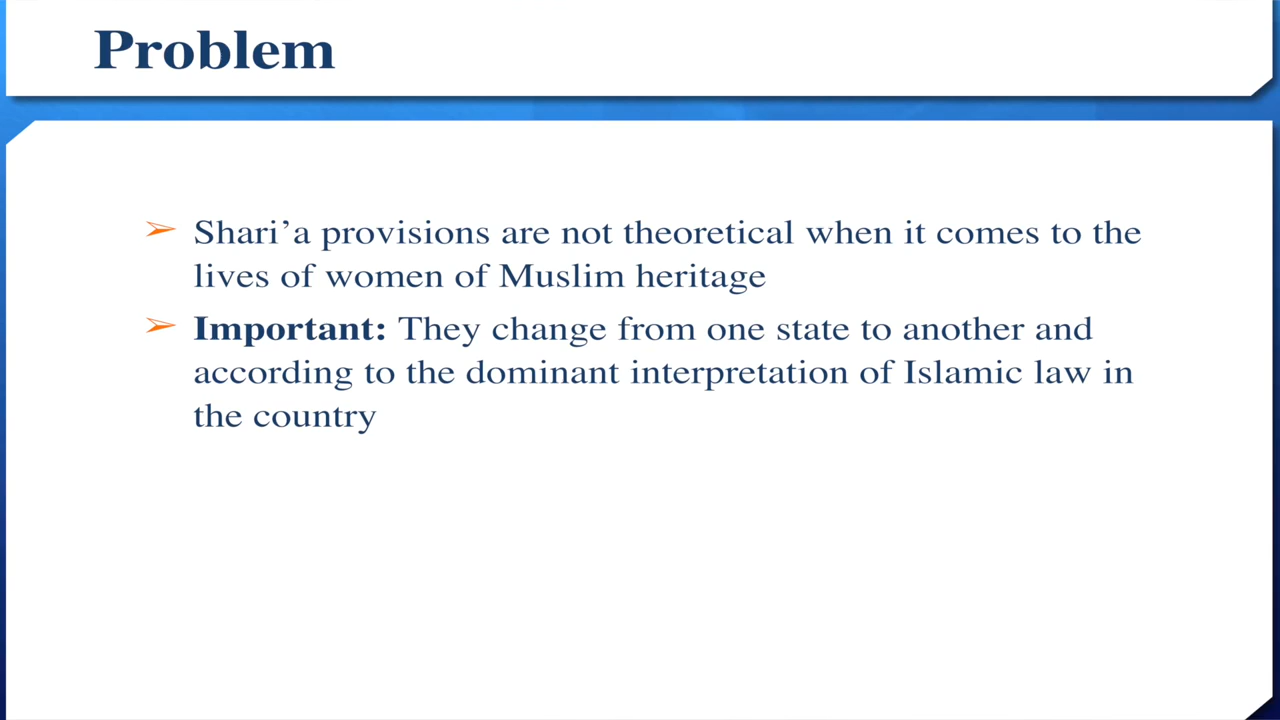 Problem
➢ Shari’a provisions are not theoretical when it comes to the
lives of women of Muslim heritage
➢ Important: They change from one state to another and
according to the dominant interpretation of Islamic law in
the country